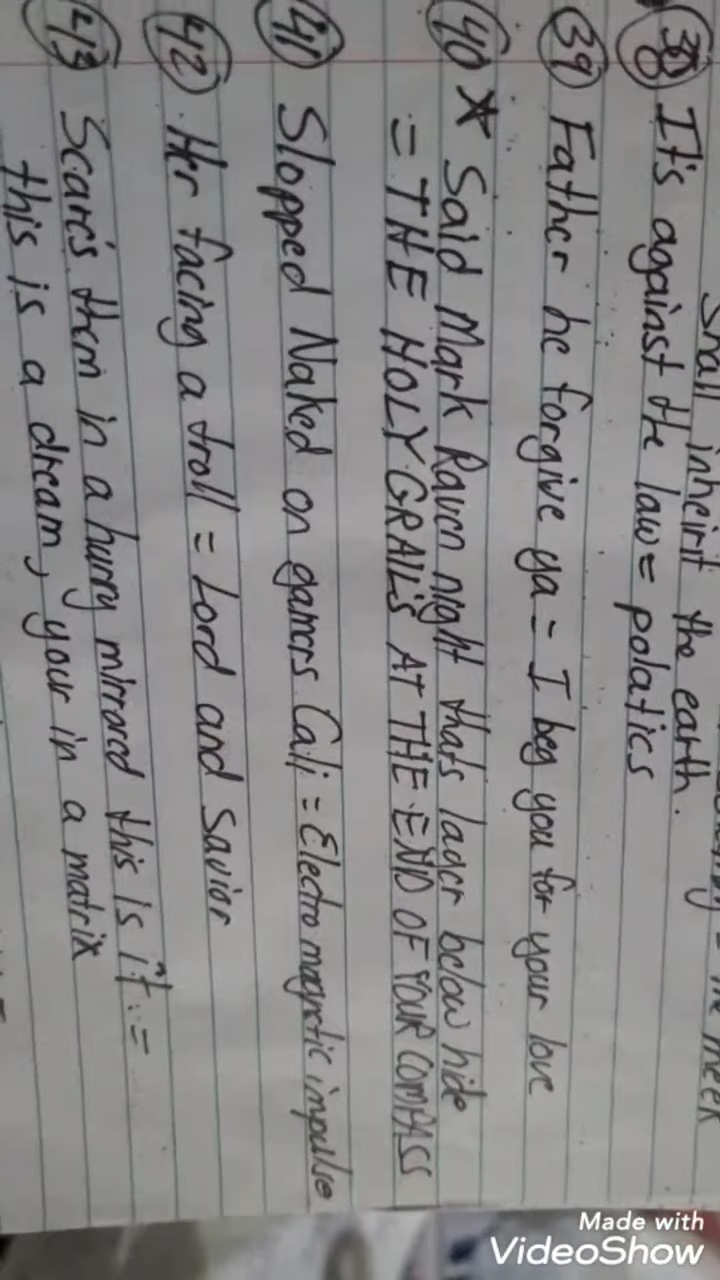 shall inheirit the earth.
38 It's against the law = polatics
39 Father he forgive ya = I beg you for your love
40 * Said Mark Raven night thats layer below hide
= THE HOLY GRAILS AT THE END OF YOUR COMPASS
41 Slopped Naked on gamers Cali = Electro magnetic impulse
42 Her facing a troll = Lord and Savior
43 Scares them in a hurry mirrored this is it =
this is a dream, your in a matrix
Made with
VideoShow